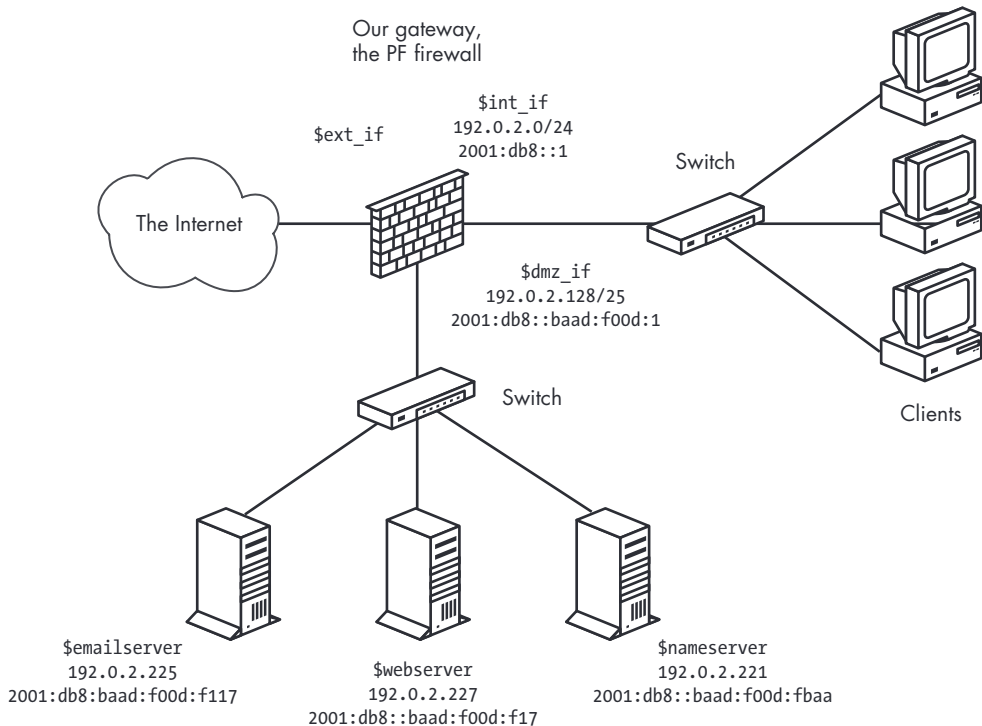 Our gateway,
the PF firewall
$int_if
192.0.2.0/24
2001:db8::1
$ext_if
Switch
The Internet
$dmz_if
192.0.2.128/25
2001:db8::baad:f00d:1
Switch
Clients
$emailserver
192.0.2.225
2001:db8:baad:f00d:f117
$webserver
192.0.2.227
2001:db8::baad:f00d:f17
$nameserver
192.0.2.221
2001:db8::baad:f00d:fbaa